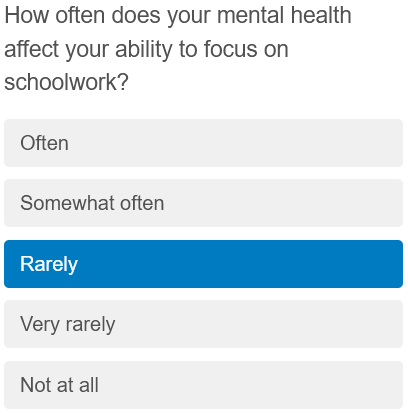 How often does your mental health
affect your ability to focus on
schoolwork?
Often
Somewhat often
Rarely
Very rarely
Not at all